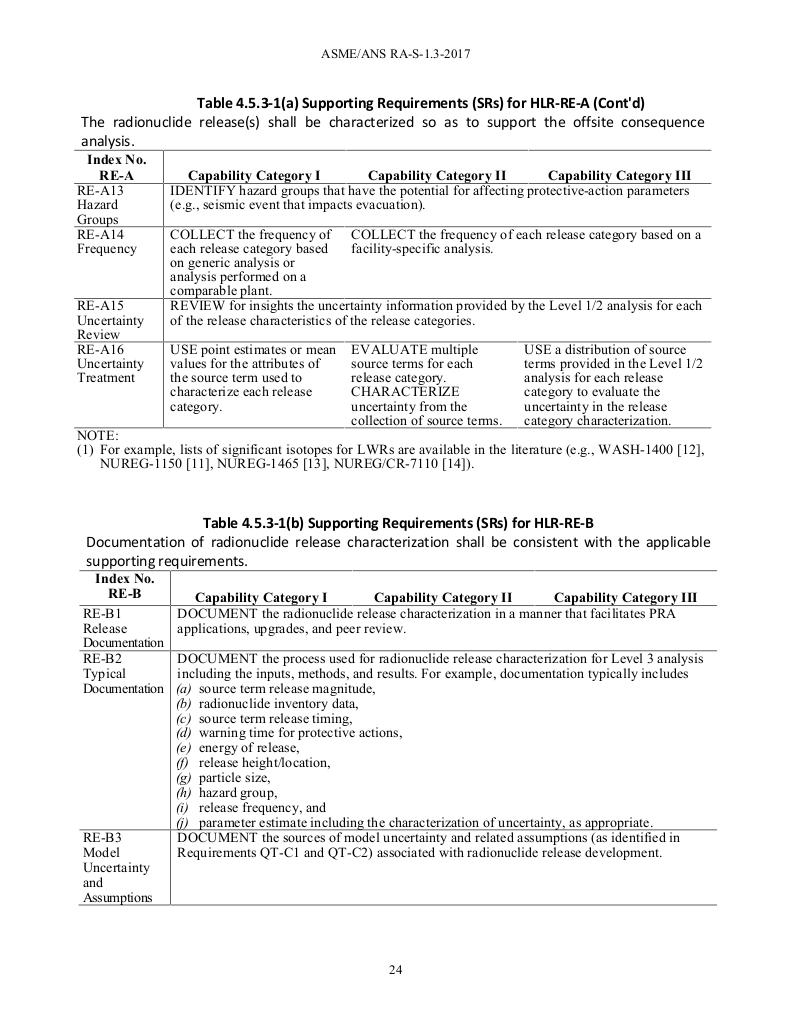 ASME/ANS RA-S-1.3-2017
Table 4.5.3-1(a) Supporting Requirements (SRs) for HLR-RE-A (Cont'd)
The radionuclide release(s) shall be characterized so as to support the offsite consequence
analysis.
Index No.
RE-A
Capability Category I
Capability Category II
Capability Category III
RE-A13
Hazard
Groups
IDENTIFY hazard groups that have the potential for affecting protective-action parameters
(e.g., seismic event that impacts evacuation).
RE-A14
Frequency
COLLECT the frequency of
each release category based
on generic analysis or
analysis performed on a
comparable plant.
COLLECT the frequency of each release category based on a
facility-specific analysis.
RE-A15
Uncertainty
Review
REVIEW for insights the uncertainty information provided by the Level 1/2 analysis for each
of the release characteristics of the release categories.
RE-A16
Uncertainty
Treatment
USE point estimates or mean
values for the attributes of
the source term used to
characterize each release
category.
EVALUATE multiple
source terms for each
release category.
CHARACTERIZE
uncertainty from the
collection of source terms.
USE a distribution of source
terms provided in the Level 1/2
analysis for each release
category to evaluate the
uncertainty in the release
category characterization.
NOTE:
(1) For example, lists of significant isotopes for LWRs are available in the literature (e.g., WASH-1400 [12],
NUREG-1150 [11], NUREG-1465 [13], NUREG/CR-7110 [14]).
Table 4.5.3-1(b) Supporting Requirements (SRs) for HLR-RE-B
Documentation of radionuclide release characterization shall be consistent with the applicable
supporting requirements.
Index No.
RE-B
Capability Category I
Capability Category II
Capability Category III
RE-B1
Release
Documentation
DOCUMENT the radionuclide release characterization in a manner that facilitates PRA
applications, upgrades, and peer review.
RE-B2
Typical
Documentation
DOCUMENT the process used for radionuclide release characterization for Level 3 analysis
including the inputs, methods, and results. For example, documentation typically includes
(a) source term release magnitude,
(b) radionuclide inventory data,
(c) source term release timing,
(d) warning time for protective actions,
(e) energy of release,
(f) release height/location,
(g) particle size,
(h) hazard group,
(i) release frequency, and
(j) parameter estimate including the characterization of uncertainty, as appropriate.
RE-B3
Model
Uncertainty
and
Assumptions
DOCUMENT the sources of model uncertainty and related assumptions (as identified in
Requirements QT-C1 and QT-C2) associated with radionuclide release development.
24